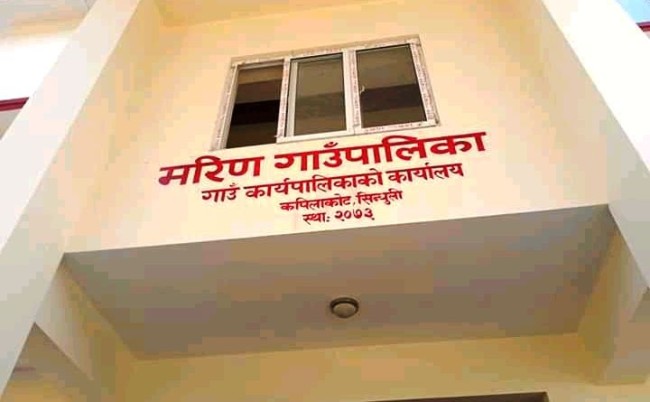 मरिण गाउँपालिका
गाउँ कार्यपालिकाको कार्यालय
कपिलाकोट, सिन्धुली
स्था: २०७३